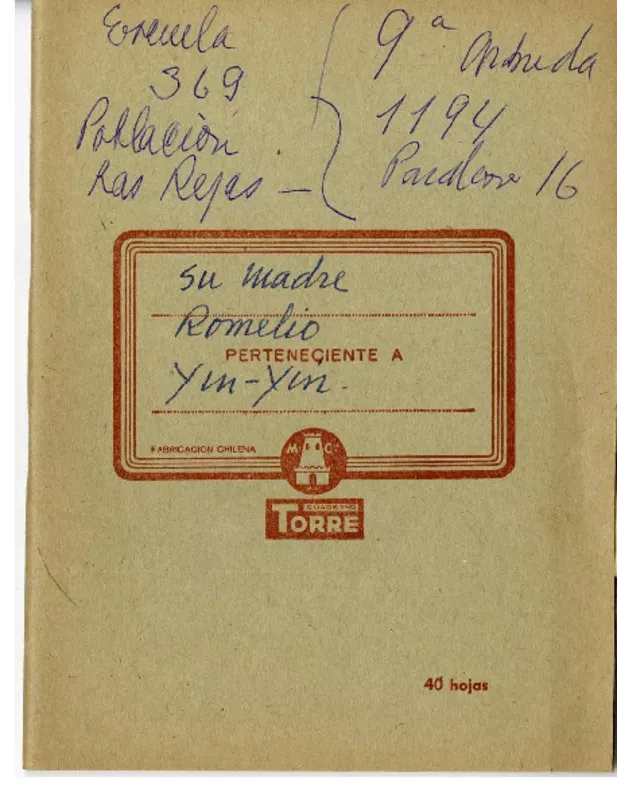 Escuela
369
Población
Las Rejas —
9ª Avenida
1194
Paradero 16
su madre
Romelio
PERTENECIENTE A
Yin-Yin.
FABRICACION CHILENA
M. C.
CUADERNO
TORRE
40 hojas